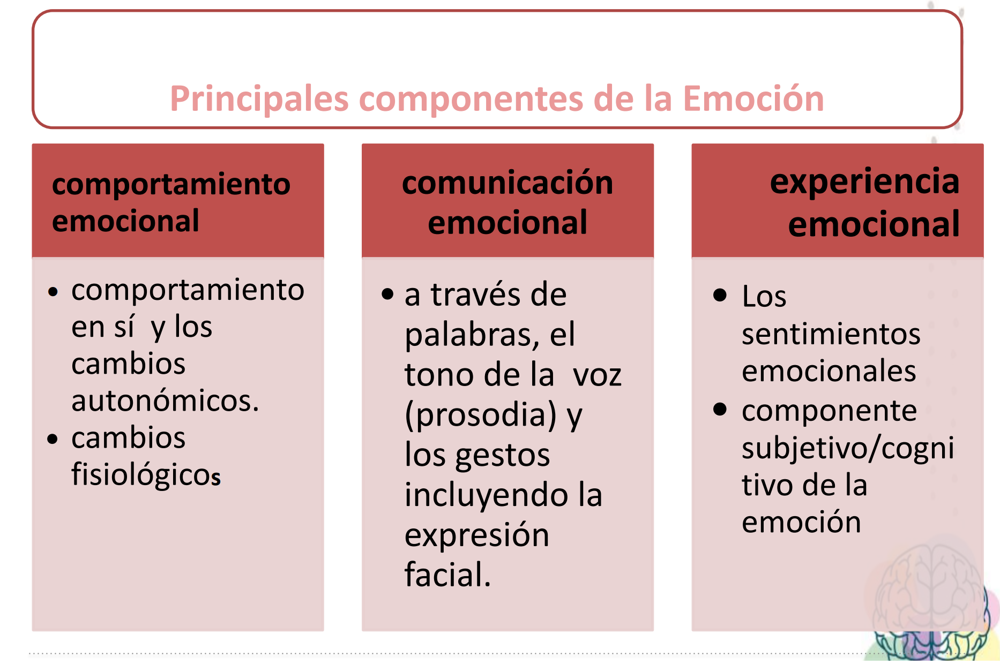 Principales componentes de la Emoción
comportamiento
emocional
• comportamiento
en sí y los
cambios
autonómicos.
• cambios
fisiológicos
comunicación
emocional
• a través de
palabras, el
tono de la voz
(prosodia) y
los gestos
incluyendo la
expresión
facial.
experiencia
emocional
• Los
sentimientos
emocionales
• componente
subjetivo/cogni
tivo de la
emoción